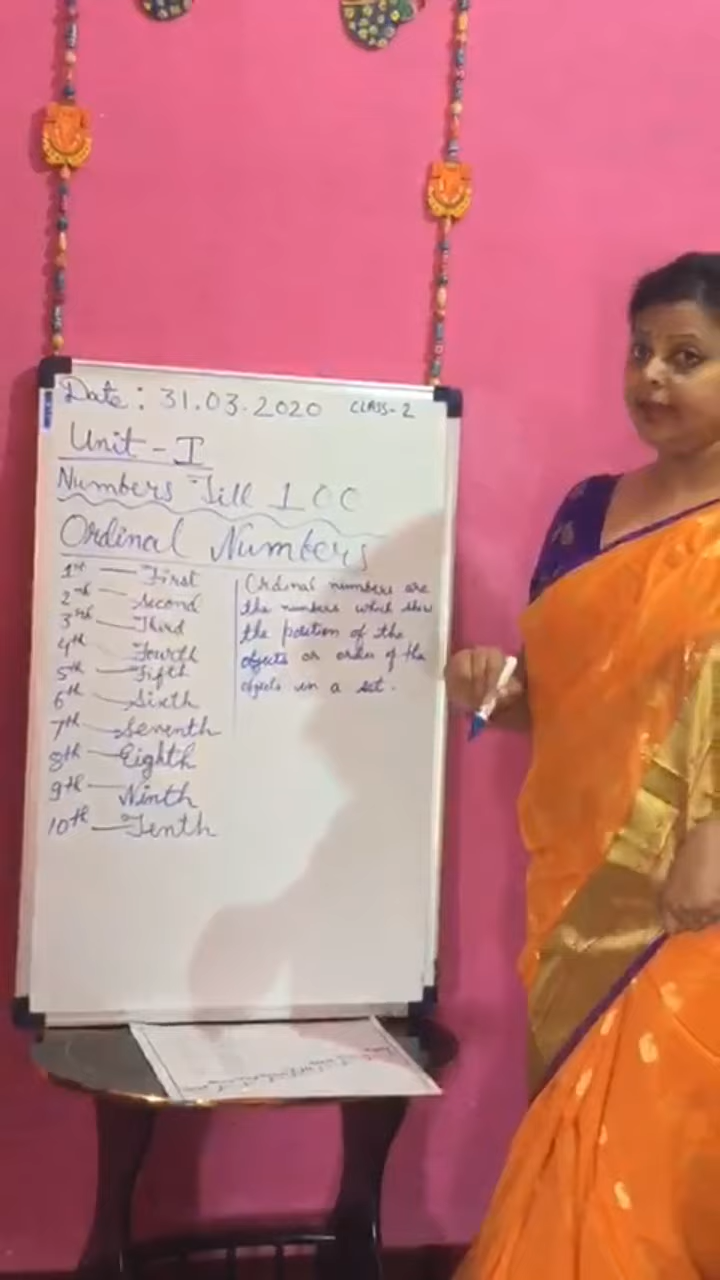 Date: 31.03.2020 CLASS-2
Unit-I
Numbers Till 100
Ordinal Numbers
1st — First
2nd — Second
3rd — Third
4th — Fourth
5th — Fifth
6th — Sixth
7th — Seventh
8th — Eighth
9th — Ninth
10th — Tenth
Ordinal numbers are
the numbers which show
the position of the
objects or order of the
objects in a set.